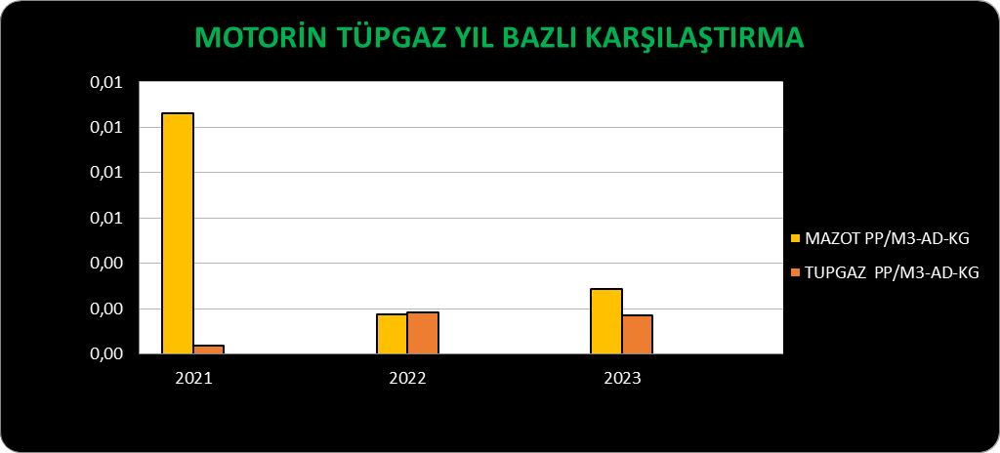 MOTORİN TÜPGAZ YIL BAZLI KARŞILAŞTIRMA
0,01
0,01
0,01
0,01
0,00
0,00
0,00
2021 2022 2023
MAZOT PP/M3-AD-KG
TUPGAZ PP/M3-AD-KG